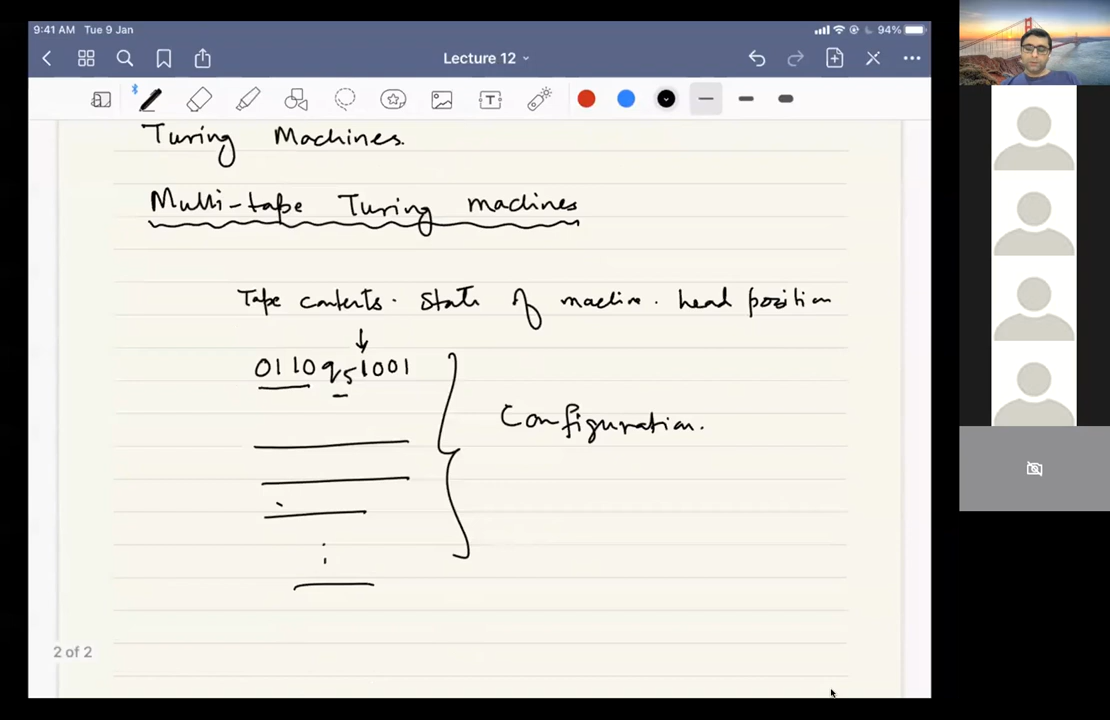 9:41 AM Tue 9 Jan
94%
Lecture 12
Turing Machines.
Multi-tape Turing machines
Tape contents. State of machine. head position
0110q51001
Configuration.
2 of 2